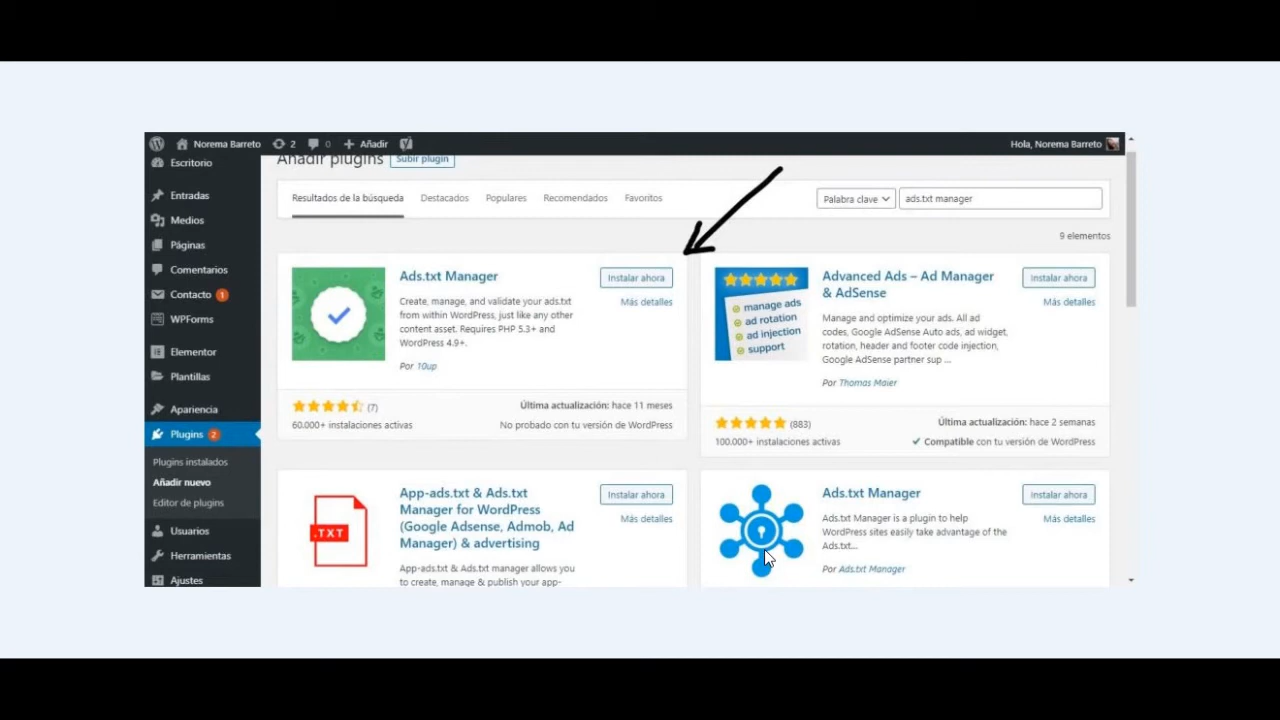 Norema Barreto
2
0
Añadir
Hola, Norema Barreto
Escritorio
Entradas
Medios
Páginas
Comentarios
Contacto 1
WPForms
Elementor
Plantillas
Apariencia
Plugins 2
Plugins instalados
Añadir nuevo
Editor de plugins
Usuarios
Herramientas
Ajustes
Añadir plugins
Subir plugin
Resultados de la búsqueda
Destacados
Populares
Recomendados
Favoritos
Palabra clave
ads.txt manager
9 elementos
Ads.txt Manager
Instalar ahora
Más detalles
Create, manage, and validate your ads.txt
from within WordPress, just like any other
content asset. Requires PHP 5.3+ and
WordPress 4.9+.
Por 10up
(7)
Última actualización: hace 11 meses
60.000+ instalaciones activas
No probado con tu versión de WordPress
manage ads
ad rotation
ad injection
support
Advanced Ads – Ad Manager
& AdSense
Instalar ahora
Más detalles
Manage and optimize your ads. All ad
codes, Google AdSense Auto ads, ad widget,
rotation, header and footer code injection,
Google AdSense partner sup ...
Por Thomas Maier
(883)
Última actualización: hace 2 semanas
100.000+ instalaciones activas
Compatible con tu versión de WordPress
.TXT
App-ads.txt & Ads.txt
Manager for WordPress
(Google Adsense, Admob, Ad
Manager) & advertising
Instalar ahora
Más detalles
App-ads.txt & Ads.txt manager allows you
to create, manage & publish your app-
Ads.txt Manager
Instalar ahora
Más detalles
Ads.txt Manager is a plugin to help
WordPress sites easily take advantage of the
Ads.txt...
Por Ads.txt Manager